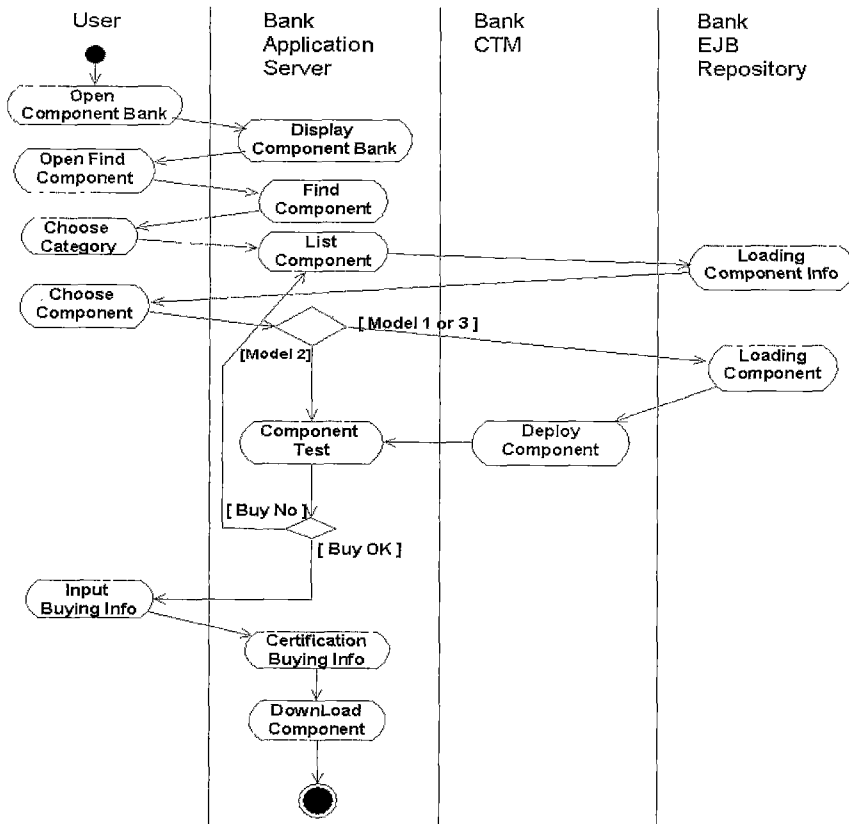 User
Bank
Application
Server
Bank
CTM
Bank
EJB
Repository
Open
Component Bank
Display
Component Bank
Open Find
Component
Find
Component
Choose
Category
List
Component
Loading
Component Info
Choose
Component
[ Model 1 or 3 ]
[Model 2]
Loading
Component
Component
Test
Deploy
Component
[ Buy No ]
[ Buy OK ]
Input
Buying Info
Certification
Buying Info
DownLoad
Component